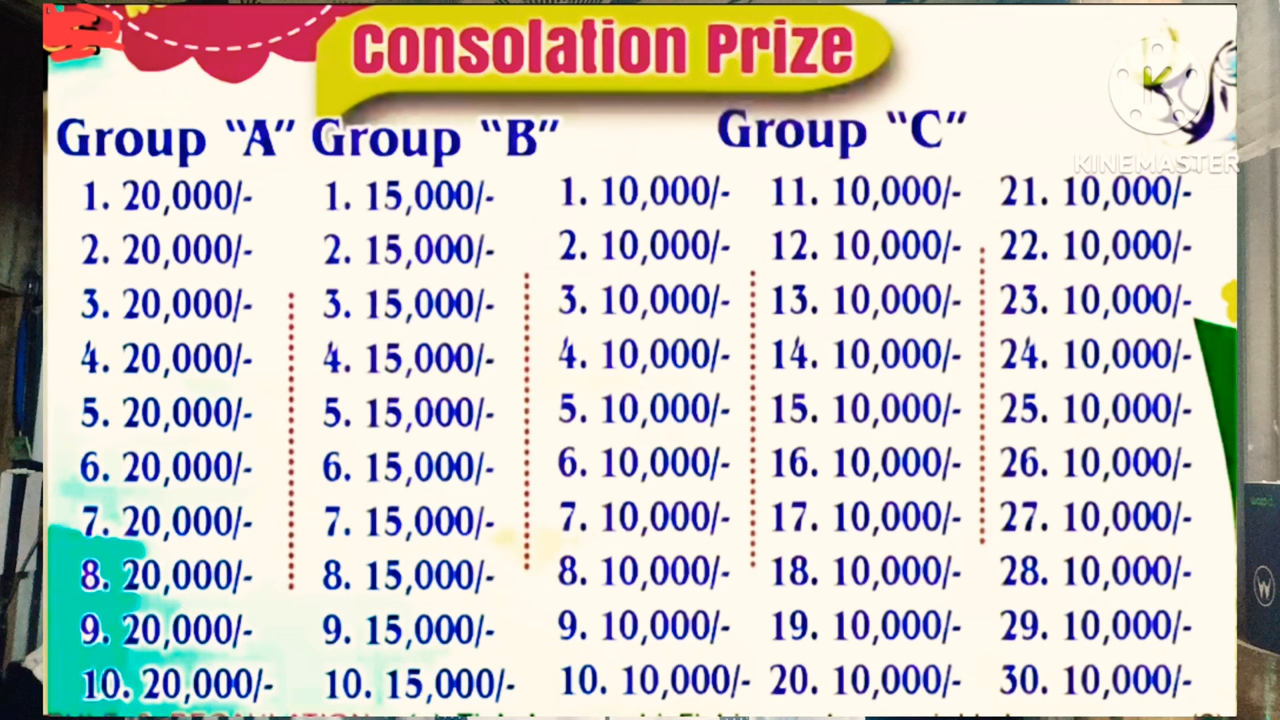 Consolation Prize
Group “A” Group “B” Group “C”
1. 20,000/- 1. 15,000/- 1. 10,000/- 11. 10,000/- 21. 10,000/-
2. 20,000/- 2. 15,000/- 2. 10,000/- 12. 10,000/- 22. 10,000/-
3. 20,000/- 3. 15,000/- 3. 10,000/- 13. 10,000/- 23. 10,000/-
4. 20,000/- 4. 15,000/- 4. 10,000/- 14. 10,000/- 24. 10,000/-
5. 20,000/- 5. 15,000/- 5. 10,000/- 15. 10,000/- 25. 10,000/-
6. 20,000/- 6. 15,000/- 6. 10,000/- 16. 10,000/- 26. 10,000/-
7. 20,000/- 7. 15,000/- 7. 10,000/- 17. 10,000/- 27. 10,000/-
8. 20,000/- 8. 15,000/- 8. 10,000/- 18. 10,000/- 28. 10,000/-
9. 20,000/- 9. 15,000/- 9. 10,000/- 19. 10,000/- 29. 10,000/-
10. 20,000/- 10. 15,000/- 10. 10,000/- 20. 10,000/- 30. 10,000/-
KINEMASTER